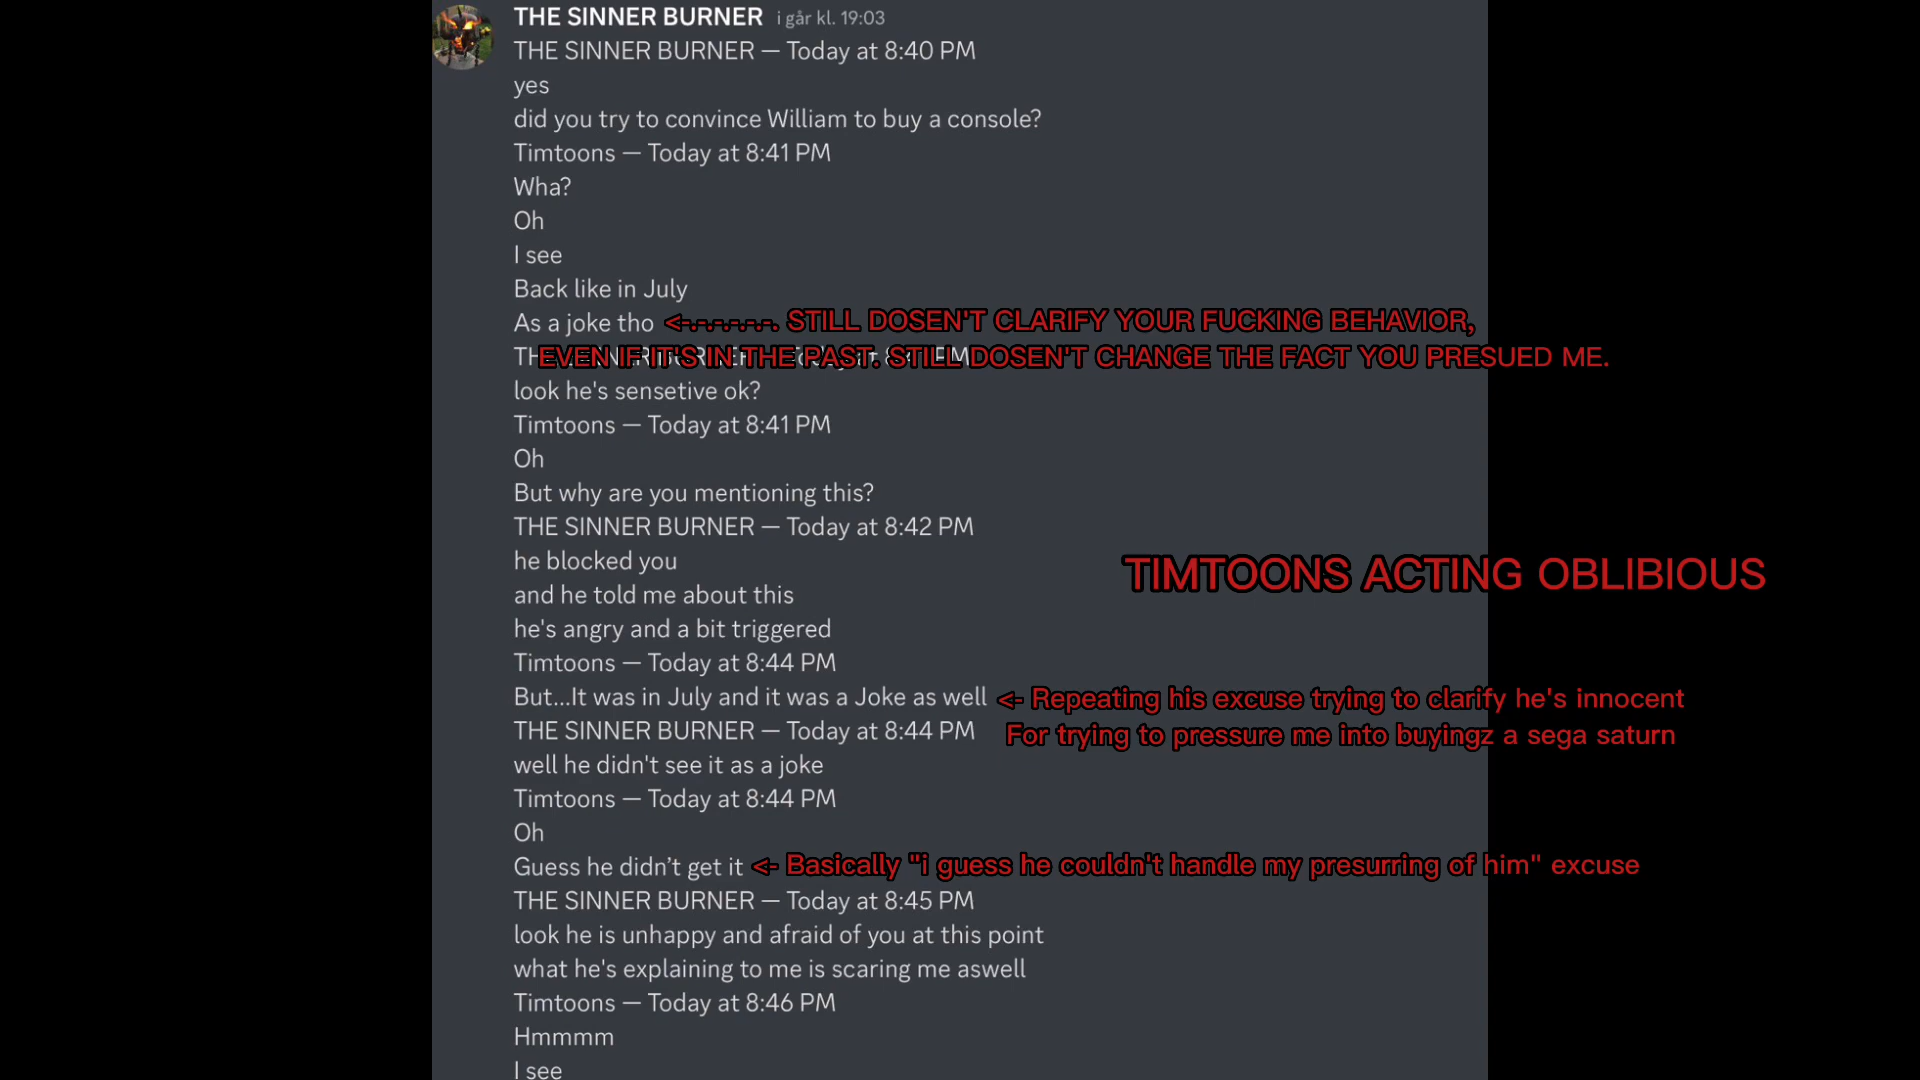 THE SINNER BURNER i går kl. 19:03
THE SINNER BURNER — Today at 8:40 PM
yes
did you try to convince William to buy a console?
Timtoons — Today at 8:41 PM
Wha?
Oh
I see
Back like in July
As a joke tho <-.-.-.-.-.-. STILL DOSEN'T CLARIFY YOUR FUCKING BEHAVIOR,
EVEN IF IT'S IN THE PAST. STILL DOSEN'T CHANGE THE FACT YOU PRESUED ME.
look he's sensetive ok?
Timtoons — Today at 8:41 PM
Oh
But why are you mentioning this?
THE SINNER BURNER — Today at 8:42 PM
he blocked you
TIMTOONS ACTING OBLIBIOUS
and he told me about this
he's angry and a bit triggered
Timtoons — Today at 8:44 PM
But...It was in July and it was a Joke as well <- Repeating his excuse trying to clarify he's innocent
THE SINNER BURNER — Today at 8:44 PM For trying to pressure me into buyingz a sega saturn
well he didn't see it as a joke
Timtoons — Today at 8:44 PM
Oh
Guess he didn't get it <- Basically "i guess he couldn't handle my presurring of him" excuse
THE SINNER BURNER — Today at 8:45 PM
look he is unhappy and afraid of you at this point
what he's explaining to me is scaring me aswell
Timtoons — Today at 8:46 PM
Hmmmm
I see